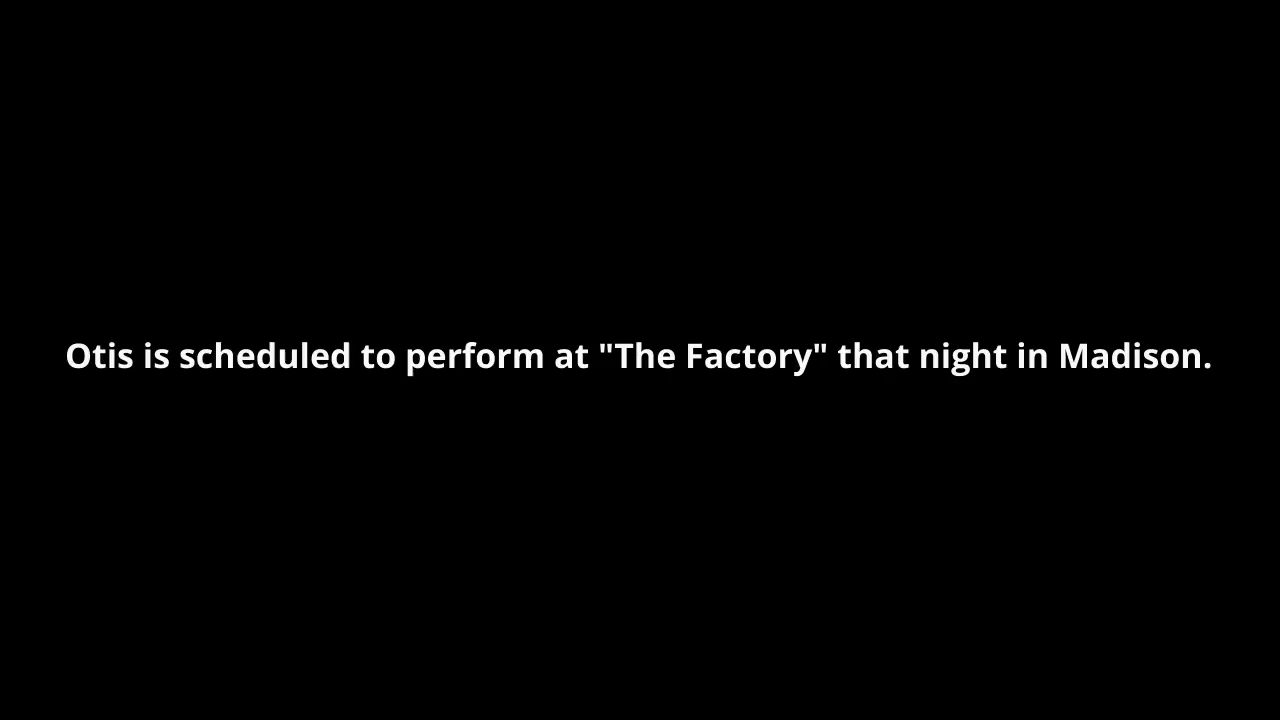 Otis is scheduled to perform at "The Factory" that night in Madison.